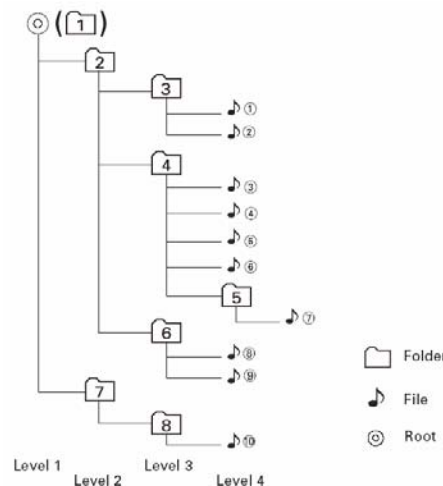 (1)
2
3
①
②
4
③
④
⑤
⑥
5
⑦
6
⑧
⑨
Folder
7
File
8
⑩
Root
Level 1
Level 2
Level 3
Level 4